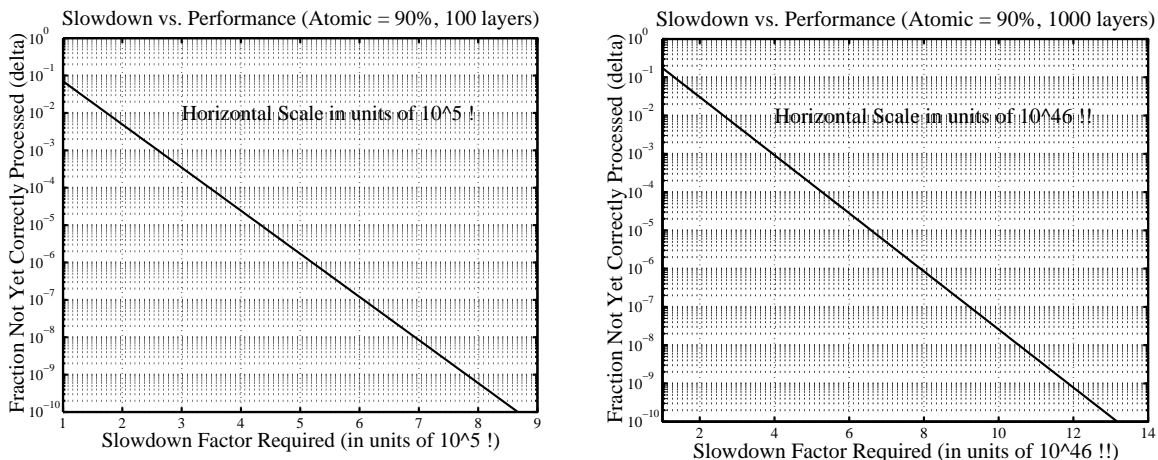 Slowdown vs. Performance (Atomic = 90%, 100 layers)
Fraction Not Yet Correctly Processed (delta)
10^0
10^−1
10^−2
10^−3
10^−4
10^−5
10^−6
10^−7
10^−8
10^−9
10^−10
Horizontal Scale in units of 10^5 !
1 2 3 4 5 6 7 8 9
Slowdown Factor Required (in units of 10^5 !)
Slowdown vs. Performance (Atomic = 90%, 1000 layers)
Fraction Not Yet Correctly Processed (delta)
10^0
10^−1
10^−2
10^−3
10^−4
10^−5
10^−6
10^−7
10^−8
10^−9
10^−10
Horizontal Scale in units of 10^46 !!
2 4 6 8 10 12 14
Slowdown Factor Required (in units of 10^46 !!)